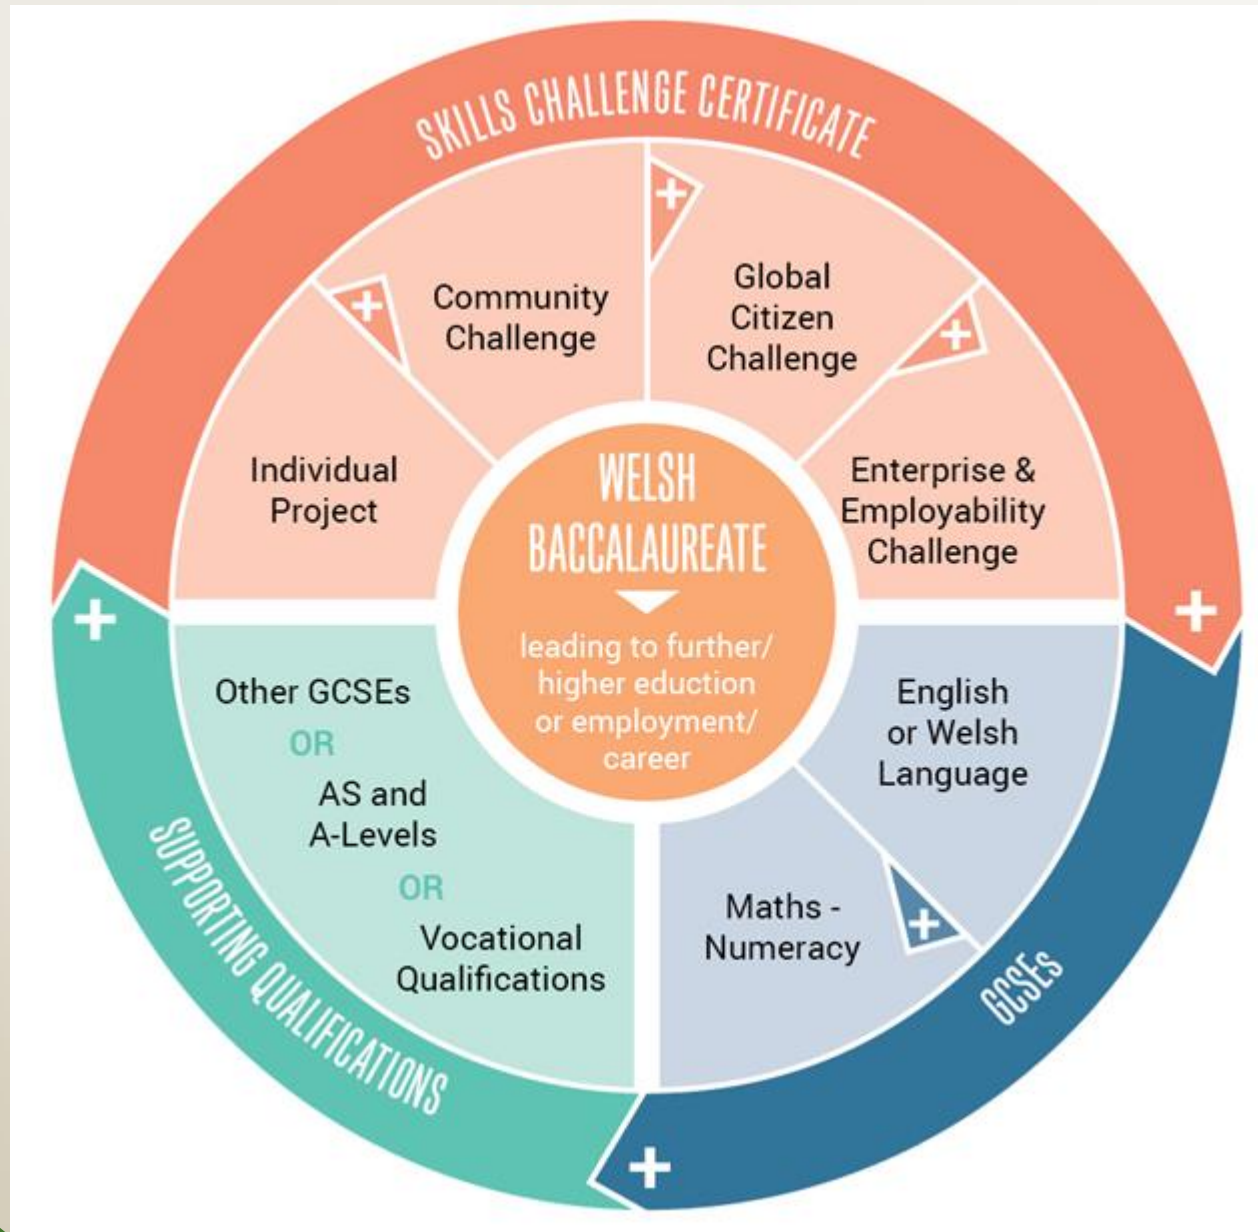 SKILLS CHALLENGE CERTIFICATE
Community
Challenge
Global
Citizen
Challenge
Individual
Project
Enterprise &
Employability
Challenge
WELSH
BACCALAUREATE
leading to further/
higher eduction
or employment/
career
Other GCSEs
OR
AS and
A-Levels
OR
Vocational
Qualifications
English
or Welsh
Language
Maths -
Numeracy
SUPPORTING QUALIFICATIONS
GCSEs